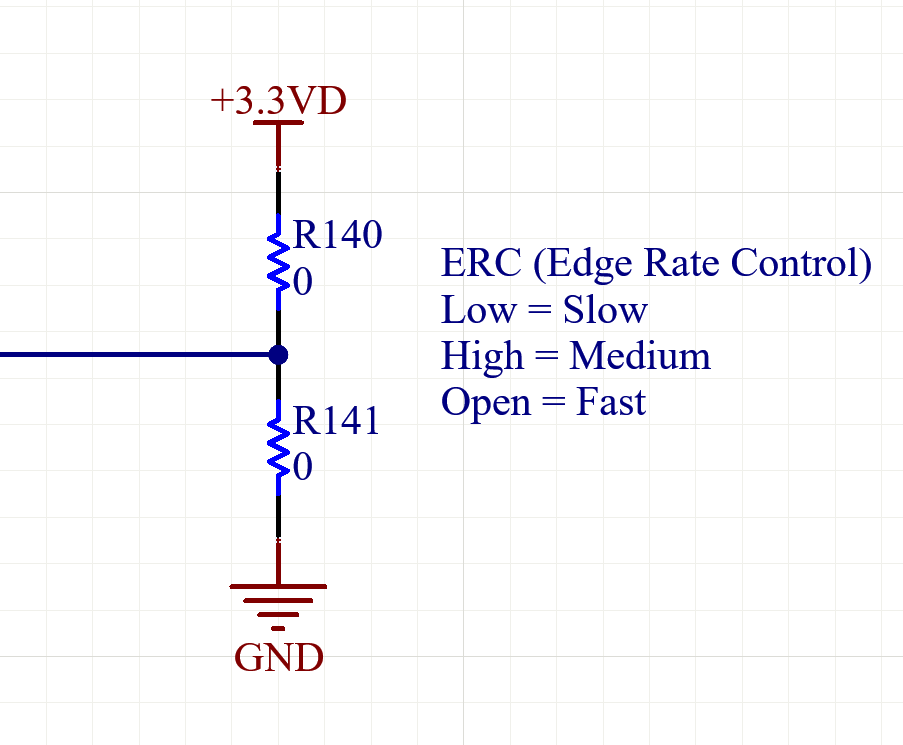 +3.3VD
R140
0
ERC (Edge Rate Control)
Low = Slow
High = Medium
Open = Fast
R141
0
GND